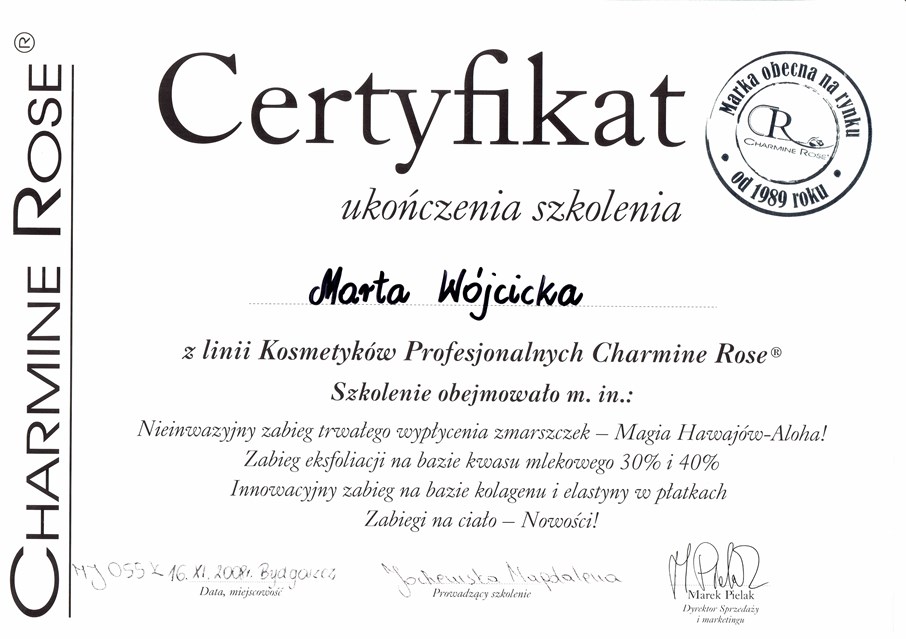 CHARMINE ROSE®
Certyfikat
ukończenia szkolenia
Marka obecna na rynku
CR
CHARMINE ROSE®
od 1989 roku
Marta Wójcicka
z linii Kosmetyków Profesjonalnych Charmine Rose®
Szkolenie obejmowało m. in.:
Nieinwazyjny zabieg trwałego wypłycenia zmarszczek – Magia Hawajów-Aloha!
Zabieg eksfoliacji na bazie kwasu mlekowego 30% i 40%
Innowacyjny zabieg na bazie kolagenu i elastyny w płatkach
Zabiegi na ciało – Nowości!
16. XI. Bydgoszcz
Data, miejscowość
Magdalena
Prowadzący szkolenie
Marek Pielak
Dyrektor Sprzedaży
i marketingu